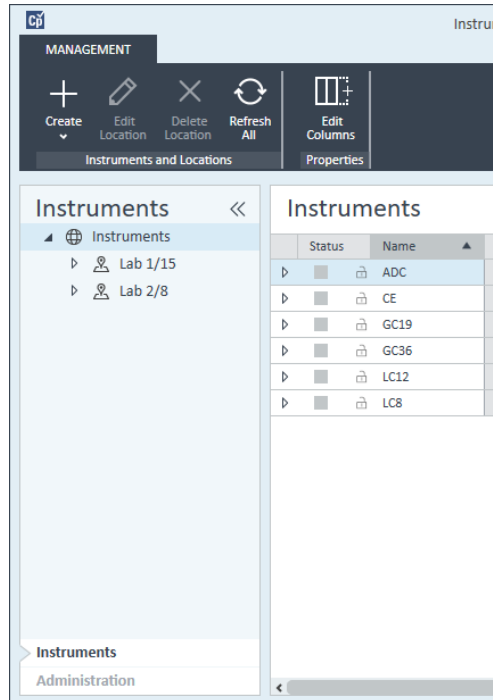 Instru
MANAGEMENT
Create
Edit
Location
Delete
Location
Refresh
All
Edit
Columns
Instruments and Locations
Properties
Instruments
Instruments
Lab 1/15
Lab 2/8
Instruments
Status Name
ADC
CE
GC19
GC36
LC12
LC8
Instruments
Administration